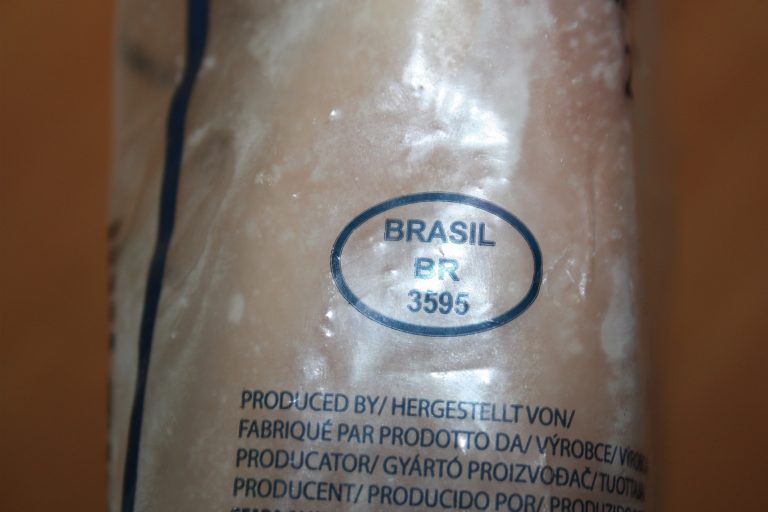 BRASIL
BR
3595
PRODUCED BY/ HERGESTELLT VON/
FABRIQUÉ PAR PRODOTTO DA/ VÝROBCE/
PRODUCATOR/ GYÁRTÓ PROIZVOĐAČ/
PRODUCENT/ PRODUCIDO POR/